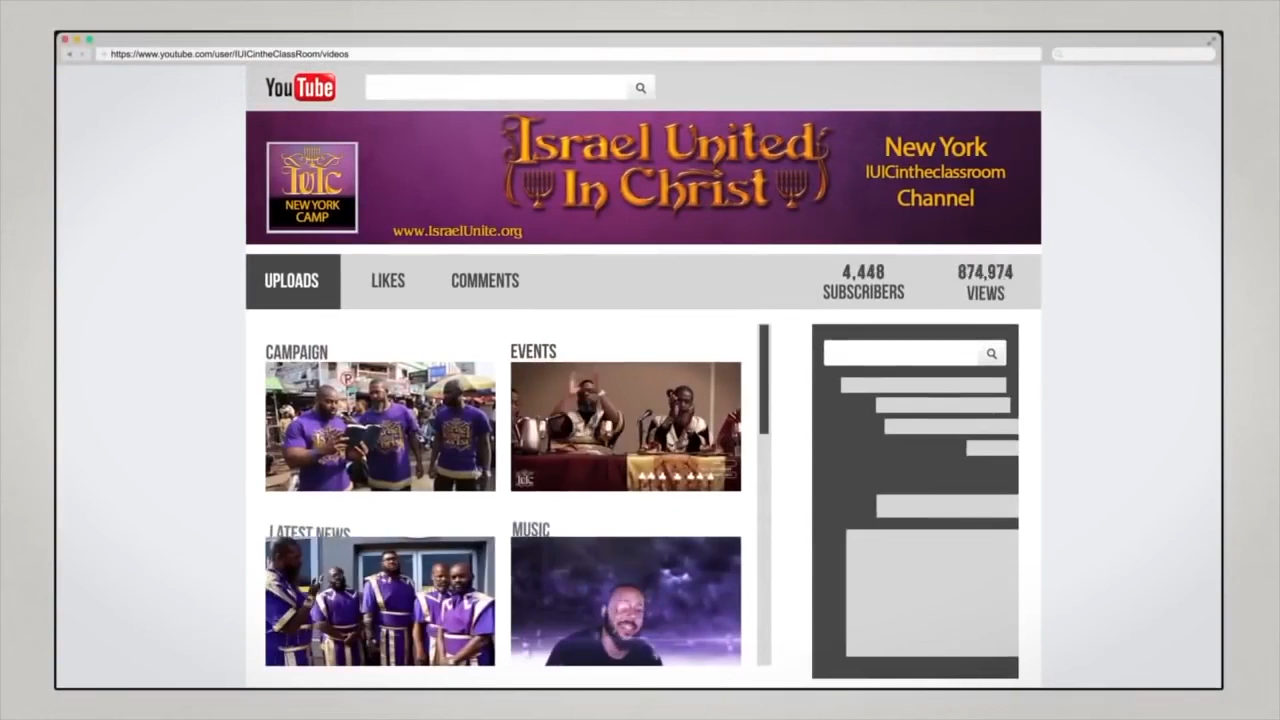 https://www.youtube.com/user/IUICintheClassRoom/videos
YouTube
Israel United
In Christ
IUIC
NEW YORK
CAMP
www.IsraelUnite.org
New York
IUICintheclassroom
Channel
UPLOADS
LIKES
COMMENTS
4,448
SUBSCRIBERS
874,974
VIEWS
CAMPAIGN
EVENTS
IUIC
LATEST NEWS
MUSIC